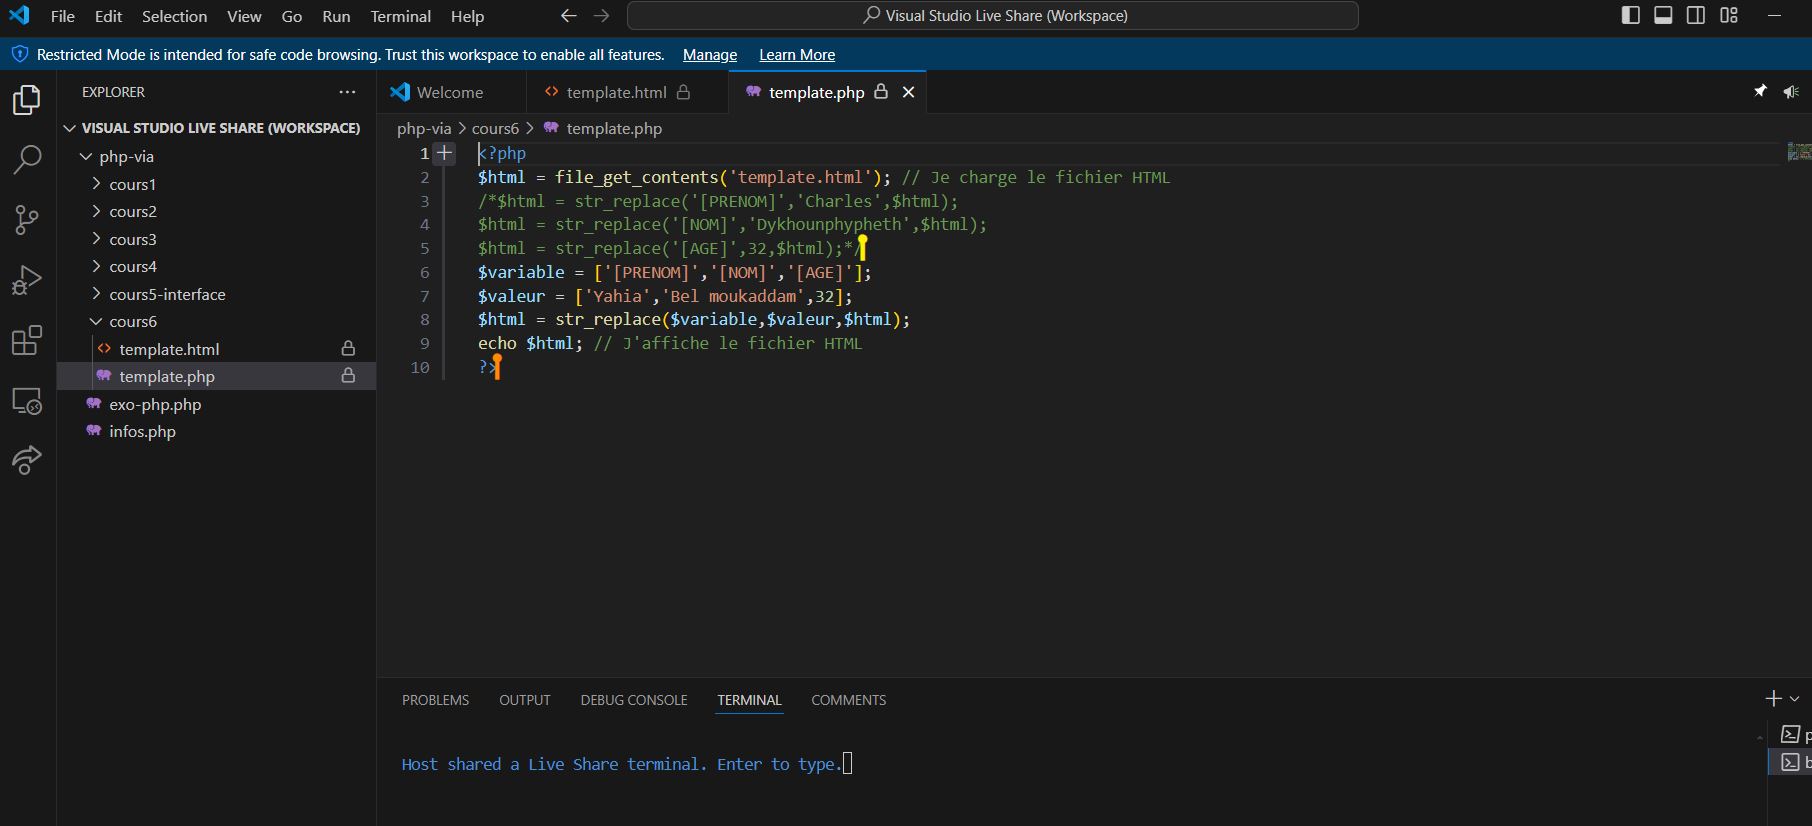 File Edit Selection View Go Run Terminal Help
Visual Studio Live Share (Workspace)
Restricted Mode is intended for safe code browsing. Trust this workspace to enable all features. Manage Learn More
EXPLORER
VISUAL STUDIO LIVE SHARE (WORKSPACE)
php-via
cours1
cours2
cours3
cours4
cours5-interface
cours6
template.html
template.php
exo-php.php
infos.php
Welcome template.html template.php
php-via > cours6 > template.php
1 <?php
2 $html = file_get_contents('template.html'); // Je charge le fichier HTML
3 /*$html = str_replace('[PRENOM]','Charles',$html);
4 $html = str_replace('[NOM]','Dykhounphypheth',$html);
5 $html = str_replace('[AGE]',32,$html);*/
6 $variable = ['[PRENOM]','[NOM]','[AGE]'];
7 $valeur = ['Yahia','Bel moukaddam',32];
8 $html = str_replace($variable,$valeur,$html);
9 echo $html; // J'affiche le fichier HTML
10 ?>
PROBLEMS OUTPUT DEBUG CONSOLE TERMINAL COMMENTS
Host shared a Live Share terminal. Enter to type.